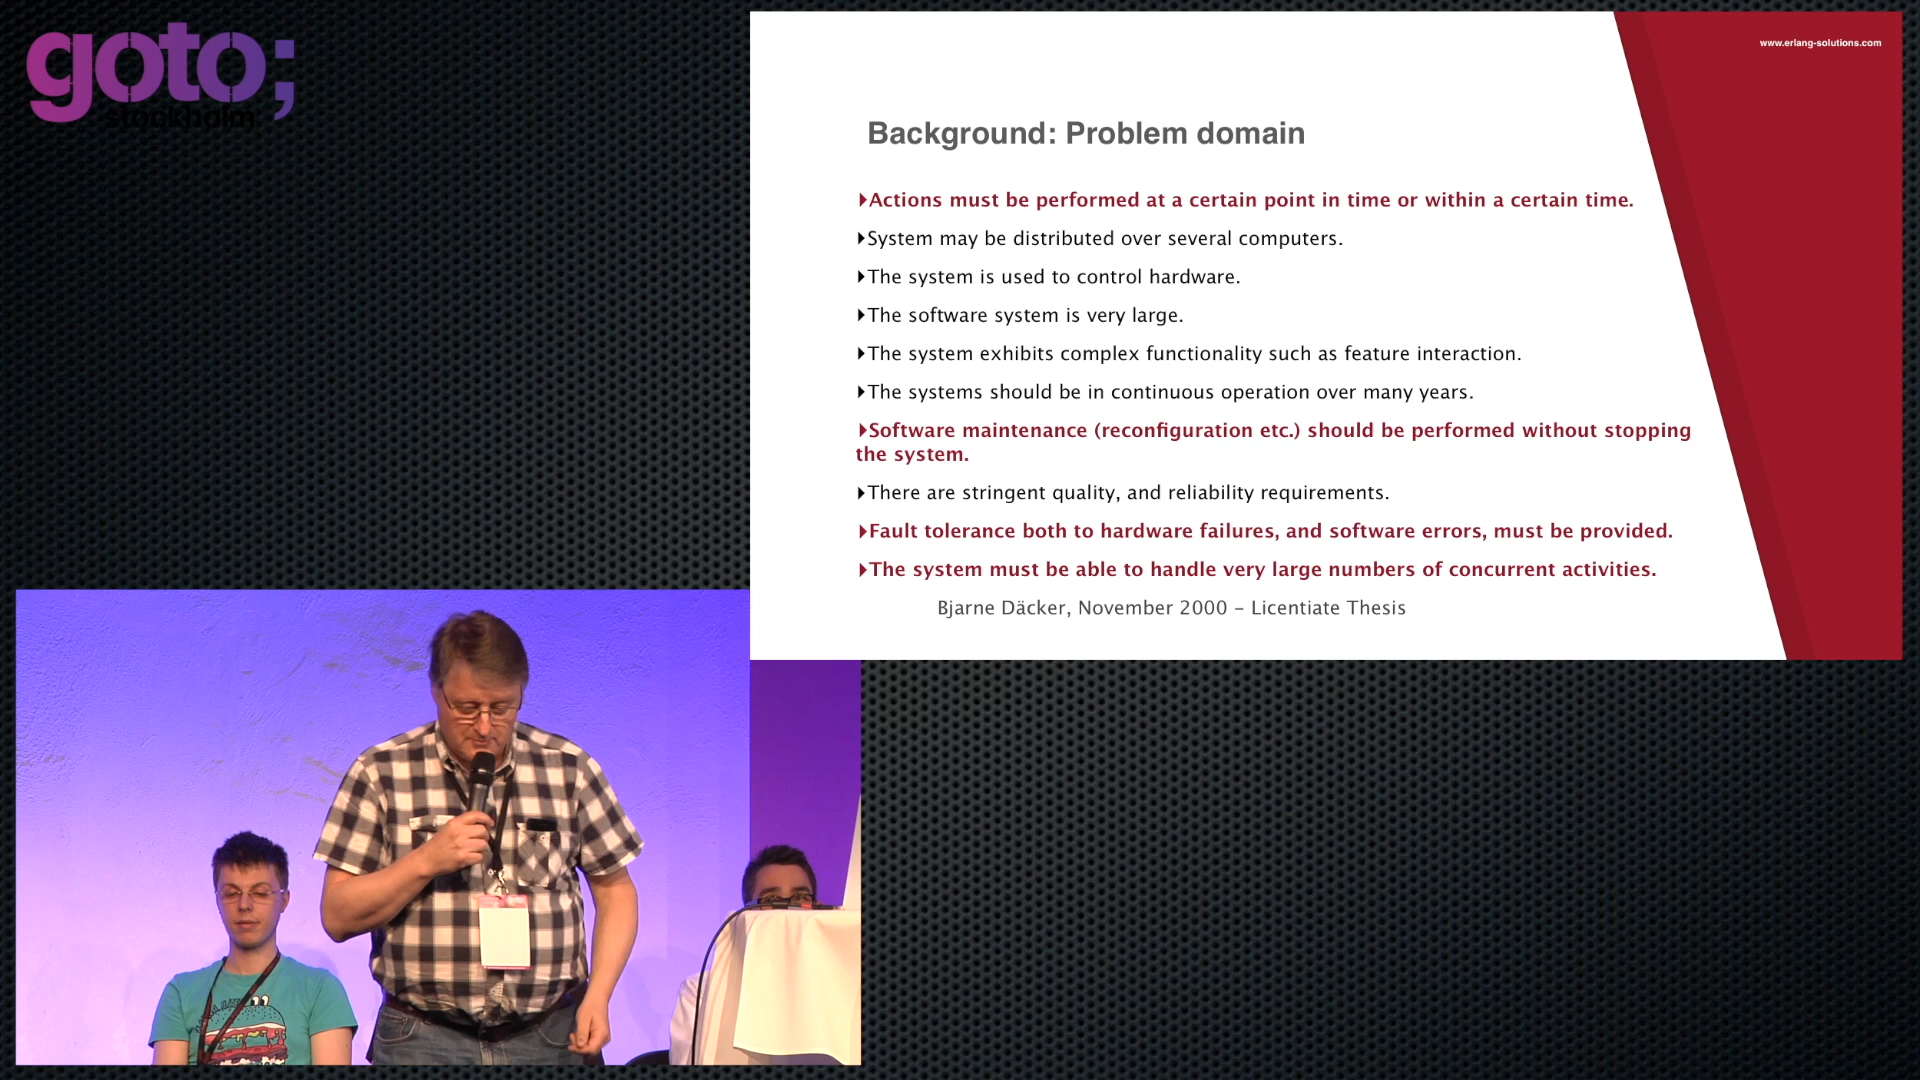 goto;
stockholm
www.erlang-solutions.com
Background: Problem domain
Actions must be performed at a certain point in time or within a certain time.
System may be distributed over several computers.
The system is used to control hardware.
The software system is very large.
The system exhibits complex functionality such as feature interaction.
The systems should be in continuous operation over many years.
Software maintenance (reconfiguration etc.) should be performed without stopping
the system.
There are stringent quality, and reliability requirements.
Fault tolerance both to hardware failures, and software errors, must be provided.
The system must be able to handle very large numbers of concurrent activities.
Bjarne Däcker, November 2000 – Licentiate Thesis